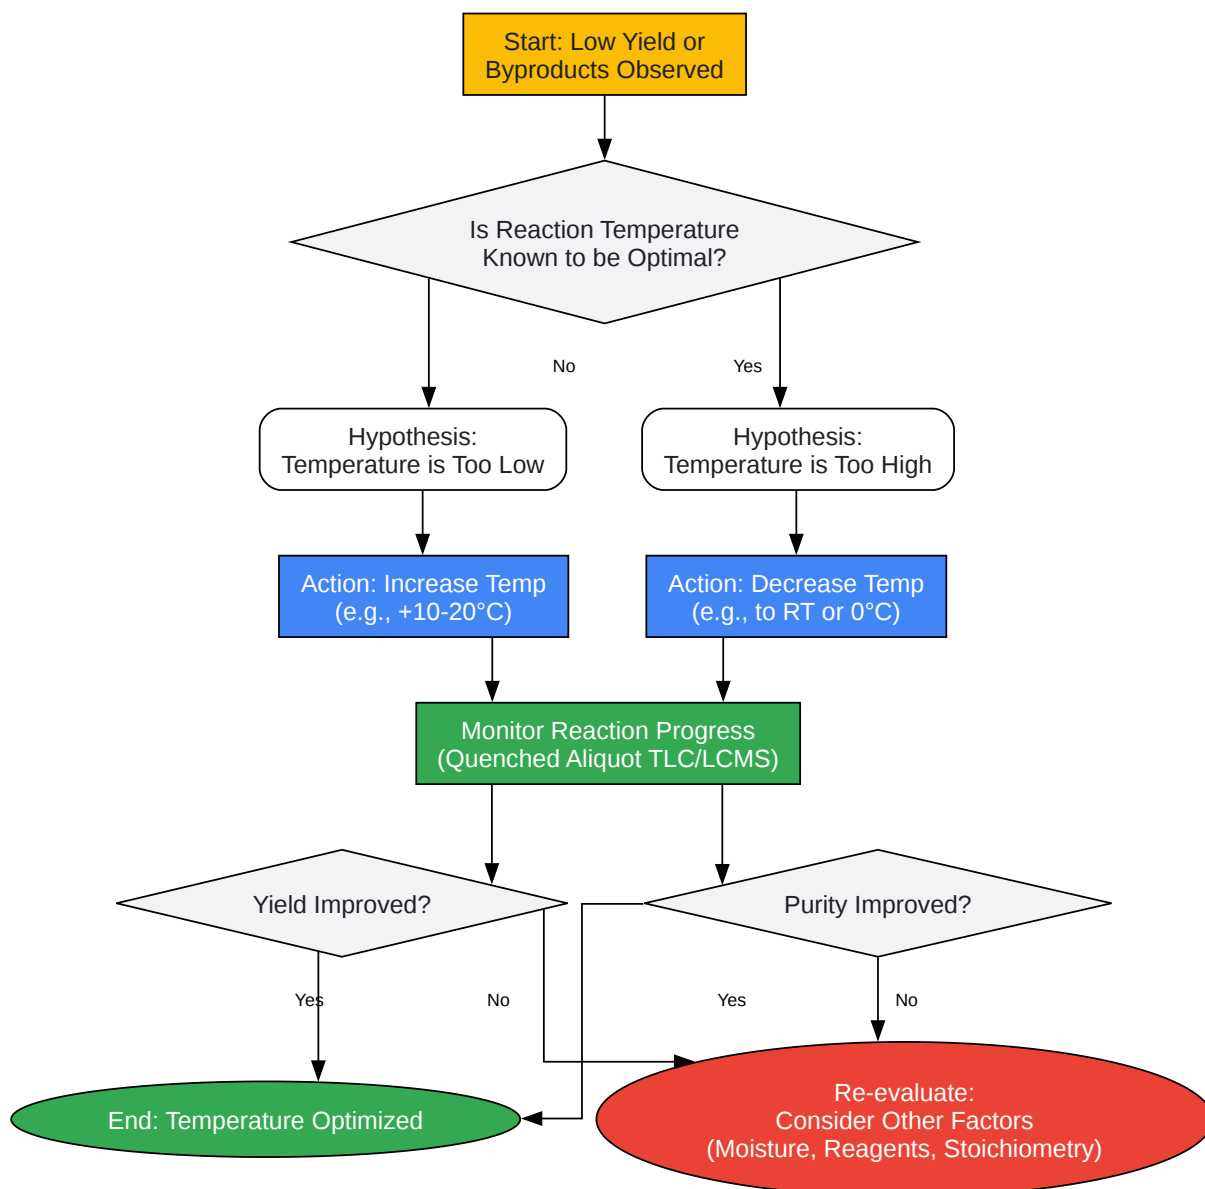 Start: Low Yield or
Byproducts Observed
Is Reaction Temperature
Known to be Optimal?
No
Yes
Hypothesis:
Temperature is Too Low
Hypothesis:
Temperature is Too High
Action: Increase Temp
(e.g., +10-20°C)
Action: Decrease Temp
(e.g., to RT or 0°C)
Monitor Reaction Progress
(Quenched Aliquot TLC/LCMS)
Yield Improved?
Purity Improved?
Yes
No
Yes
No
End: Temperature Optimized
Re-evaluate:
Consider Other Factors
(Moisture, Reagents, Stoichiometry)